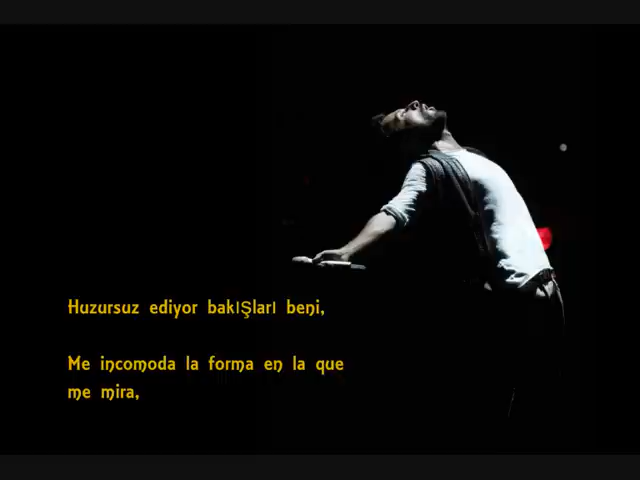 Huzursuz ediyor bakışları beni,
Me incomoda la forma en la que
me mira,